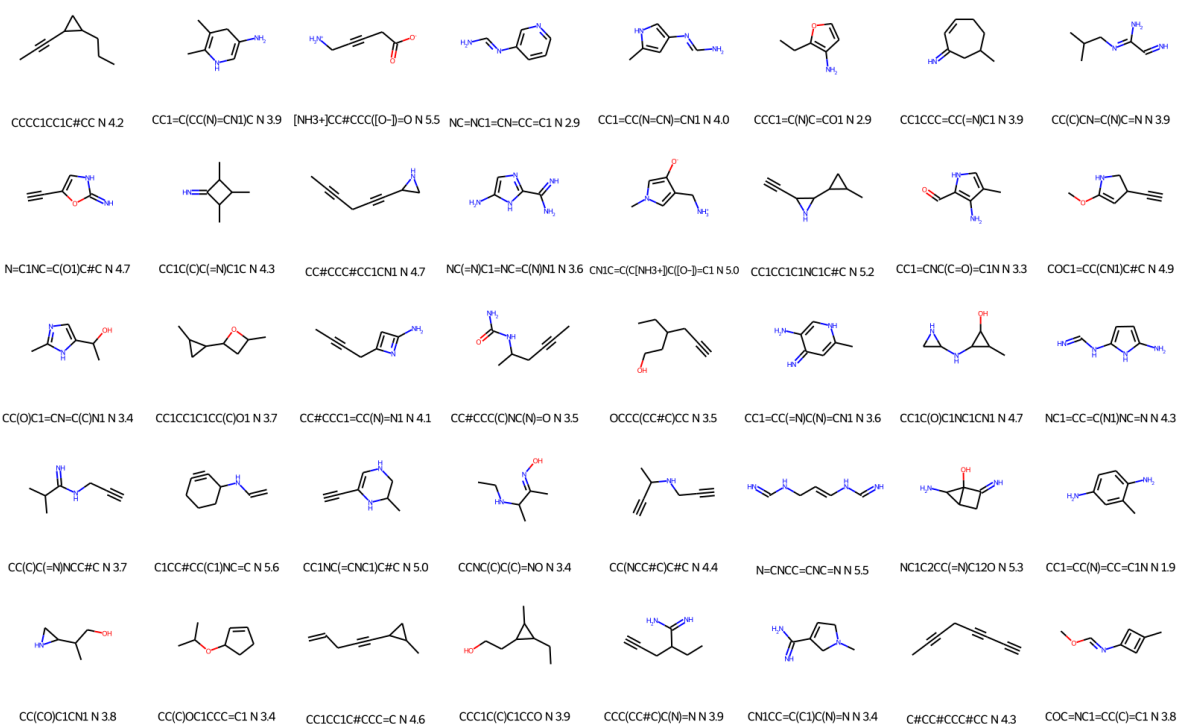 CCCC1CC1C#CC N 4.2
CC1=C(CC(N)=CN1)C N 3.9
[NH3+]CC#CCC([O-])=O N 5.5
NC=NC1=CN=CC=C1 N 2.9
CC1=CC(N=CN)=CN1 N 4.0
CCC1=C(N)C=CO1 N 2.9
CC1CCC=CC(=N)C1 N 3.9
CC(C)CN=C(N)C=N N 3.9
N=C1NC=C(O1)C#C N 4.7
CC1C(C)C(=N)C1C N 4.3
CC#CCC#CC1CN1 N 4.7
NC(=N)C1=NC=C(N)N1 N 3.6
CN1C=C(C[NH3+])C([O-])=C1 N 5.0
CC1CC1C1NC1C#C N 5.2
CC1=CNC(C=O)=C1N N 3.3
COC1=CC(CN1)C#C N 4.9
CC(O)C1=CN=C(C)N1 N 3.4
CC1CC1C1CC(C)O1 N 3.7
CC#CCC1=CC(N)=N1 N 4.1
CC#CCC(C)NC(N)=O N 3.5
OCCC(CC#C)CC N 3.5
CC1=CC(=N)C(N)=CN1 N 3.6
CC1C(O)C1NC1CN1 N 4.7
NC1=CC=C(N1)NC=N N 4.3
CC(C)C(=N)NCC#C N 3.7
C1CC#CC(C1)NC=C N 5.6
CC1NC(=CNC1)C#C N 5.0
CCNC(C)C(C)=NO N 3.4
CC(NCC#C)C#C N 4.4
N=CNCC=CNC=N N 5.5
NC1C2CC(=N)C12O N 5.3
CC1=CC(N)=CC=C1N N 1.9
CC(CO)C1CN1 N 3.8
CC(C)OC1CCC=C1 N 3.4
CC1CC1C#CCC=C N 4.6
CCC1C(C)C1CCO N 3.9
CCC(CC#C)C(N)=N N 3.9
CN1CC=C(C1)C(N)=N N 3.4
C#CC#CCC#CC N 4.3
COC=NC1=CC(C)=C1 N 3.8